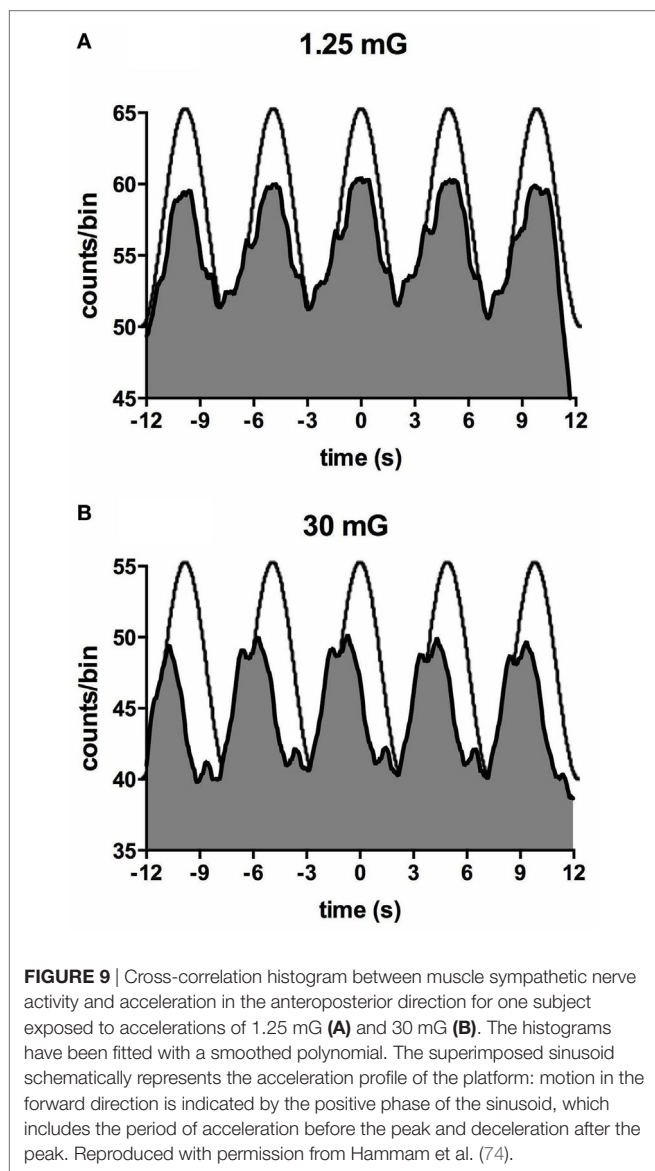 A
1.25 mG
65
60
55
50
45
counts/bin
-12 -9 -6 -3 0 3 6 9 12
time (s)
B
30 mG
55
50
45
40
35
counts/bin
-12 -9 -6 -3 0 3 6 9 12
time (s)
FIGURE 9 | Cross-correlation histogram between muscle sympathetic nerve
activity and acceleration in the anteroposterior direction for one subject
exposed to accelerations of 1.25 mG (A) and 30 mG (B). The histograms
have been fitted with a smoothed polynomial. The superimposed sinusoid
schematically represents the acceleration profile of the platform: motion in the
forward direction is indicated by the positive phase of the sinusoid, which
includes the period of acceleration before the peak and deceleration after the
peak. Reproduced with permission from Hammam et al. (74).